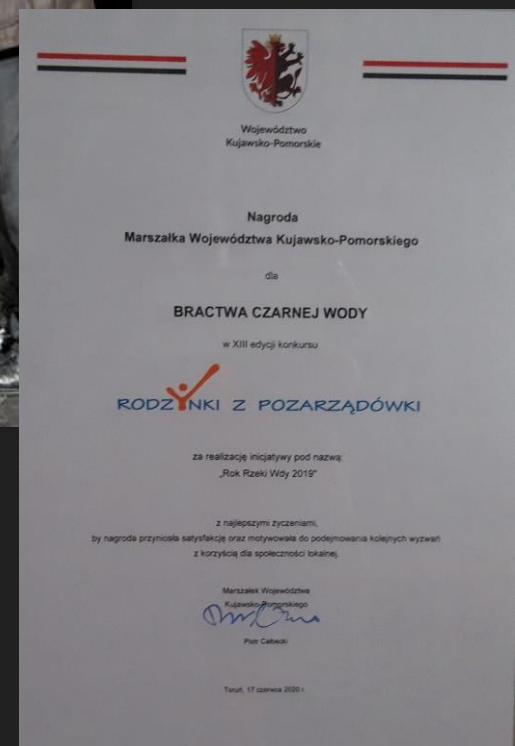 Województwo
Kujawsko-Pomorskie
Nagroda
Marszałka Województwa Kujawsko-Pomorskiego
dla
BRACTWA CZARNEJ WODY
w XIII edycji konkursu
RODZYNKI Z POZARZĄDÓWKI
za realizację inicjatywy pod nazwą:
„Rok Rzeki Wdy 2019"
z najlepszymi życzeniami,
by nagroda przyniosła satysfakcję oraz motywowała do podejmowania kolejnych wyzwań
z korzyścią dla społeczności lokalnej.
Marszałek Województwa
Kujawsko-Pomorskiego
Piotr Całbecki
Toruń, 17 czerwca 2020 r.